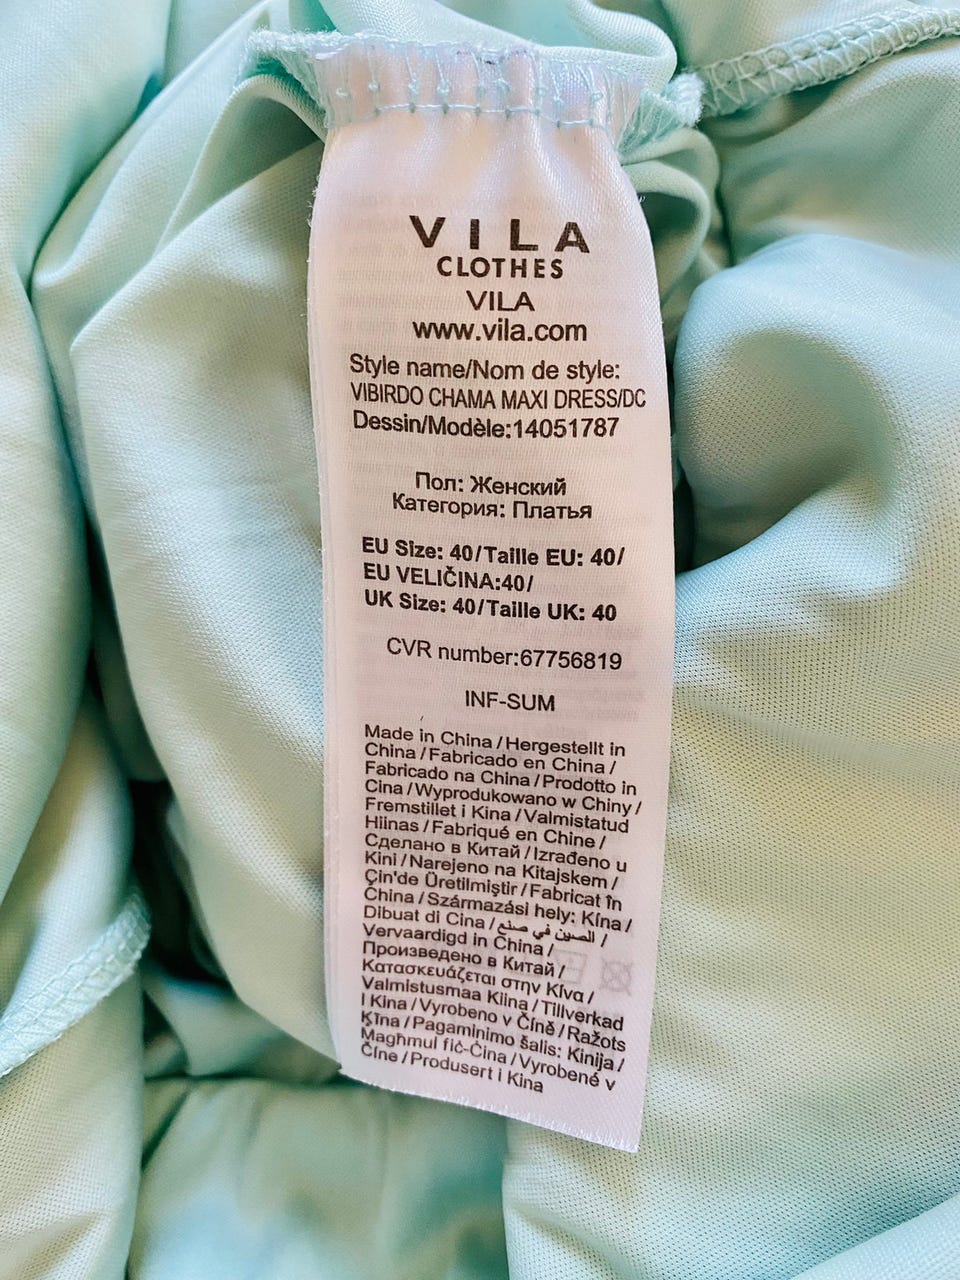 VILA
CLOTHES
VILA
www.vila.com
Style name/Nom de style:
VIBIRDO CHAMA MAXI DRESS/DC
Dessin/Modèle:14051787
Пол: Женский
Категория: Платья
EU Size: 40/Taille EU: 40/
EU VELIČINA:40/
UK Size: 40/Taille UK: 40
CVR number:67756819
INF-SUM
Made in China/Hergestellt in
China/Fabricado en China/
Fabricado na China/Prodotto in
Cina/Wyprodukowano w Chiny/
Fremstillet i Kina/Valmistatud
Hiinas/Fabriqué en Chine/
Сделано в Китай/Izrađeno u
Kini/Narejeno na Kitajskem/
Çin'de Üretilmiştir/Fabricat în
China/Származási hely: Kína/
Dibuat di Cina/الصين في صنع/
Vervaardigd in China/
Произведено в Китай/
Κατασκευάζεται στην Κίνα/
Valmistusmaa Kiina/Tillverkad
i Kina/Vyrobeno v Číně/Ražots
Ķīna/Pagaminimo šalis: Kinija/
Magħmul fiċ-Ċina/Vyrobené v
Číne/Produsert i Kina